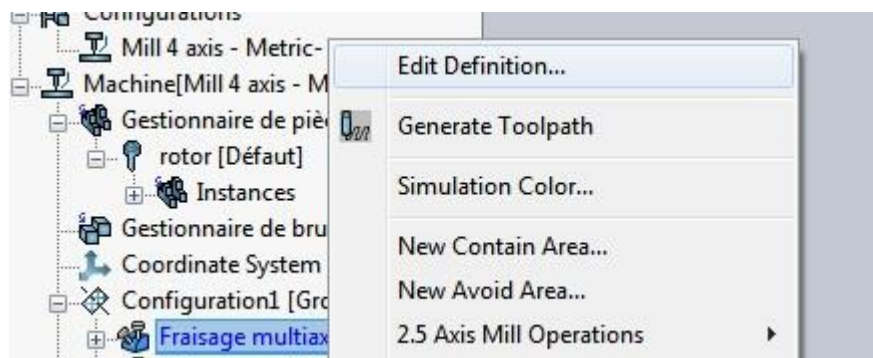 Configurations
Mill 4 axis - Metric-
Machine[Mill 4 axis - M
Gestionnaire de piè
rotor [Défaut]
Instances
Gestionnaire de bru
Coordinate System
Configuration1 [Gro
Fraisage multiax
Edit Definition...
Generate Toolpath
Simulation Color...
New Contain Area...
New Avoid Area...
2.5 Axis Mill Operations